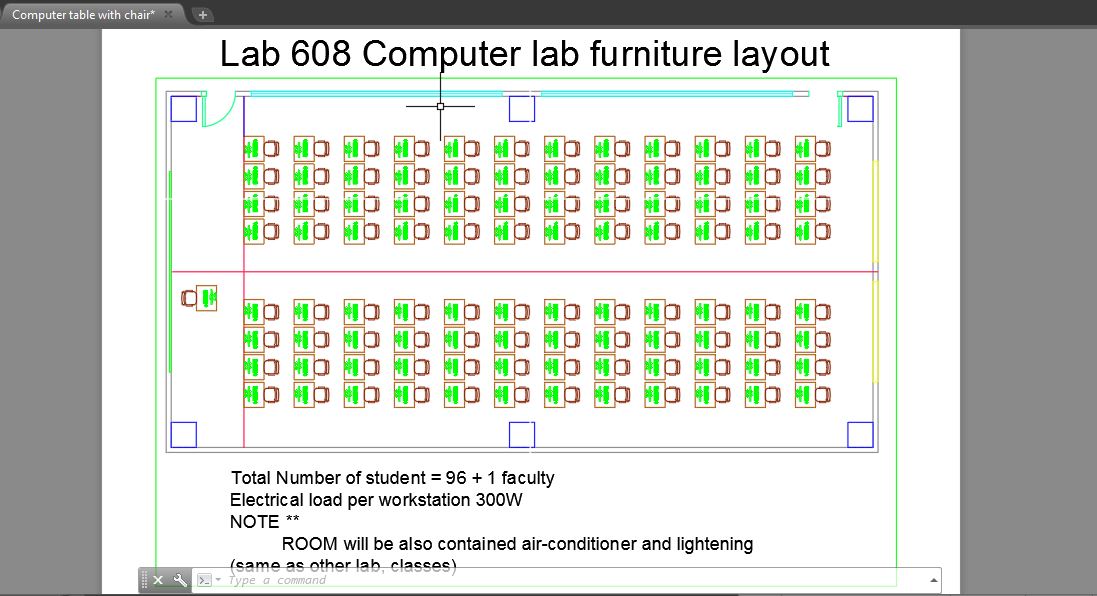 Computer table with chair*
Lab 608 Computer lab furniture layout
Total Number of student = 96 + 1 faculty
Electrical load per workstation 300W
NOTE **
ROOM will be also contained air-conditioner and lightening
(same as other lab, classes)
Type a command